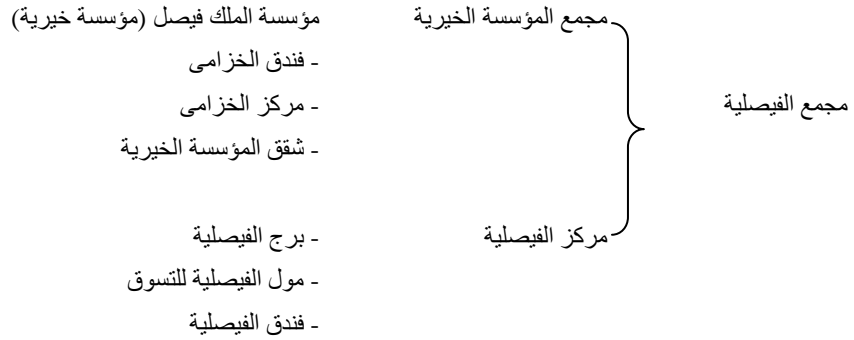 مجمع المؤسسة الخيرية مؤسسة الملك فيصل (مؤسسة خيرية)
- فندق الخزامى
مجمع الفيصلية - مركز الخزامى
- شقق المؤسسة الخيرية
مركز الفيصلية - برج الفيصلية
- مول الفيصلية للتسوق
- فندق الفيصلية